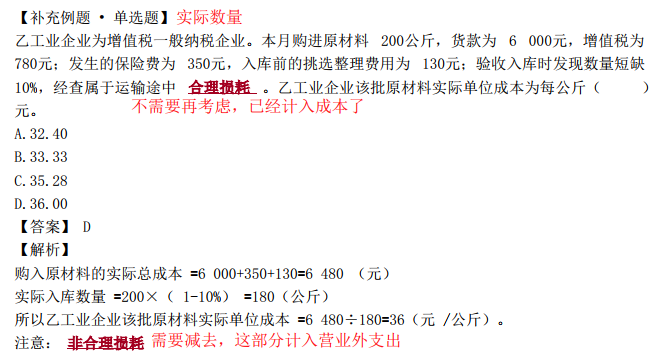 【补充例题 • 单选题】实际数量
乙工业企业为增值税一般纳税企业。本月购进原材料 200公斤，货款为 6 000元，增值税为
780元；发生的保险费为 350元，入库前的挑选整理费用为 130元；验收入库时发现数量短缺
10%，经查属于运输途中 合理损耗 。乙工业企业该批原材料实际单位成本为每公斤（ ）
元。 不需要再考虑，已经计入成本了
A.32.40
B.33.33
C.35.28
D.36.00
【答案】 D
【解析】
购入原材料的实际总成本 =6 000+350+130=6 480 （元）
实际入库数量 =200×（ 1-10%） =180（公斤）
所以乙工业企业该批原材料实际单位成本 =6 480÷180=36（元 /公斤）。
注意： 非合理损耗 需要减去，这部分计入营业外支出